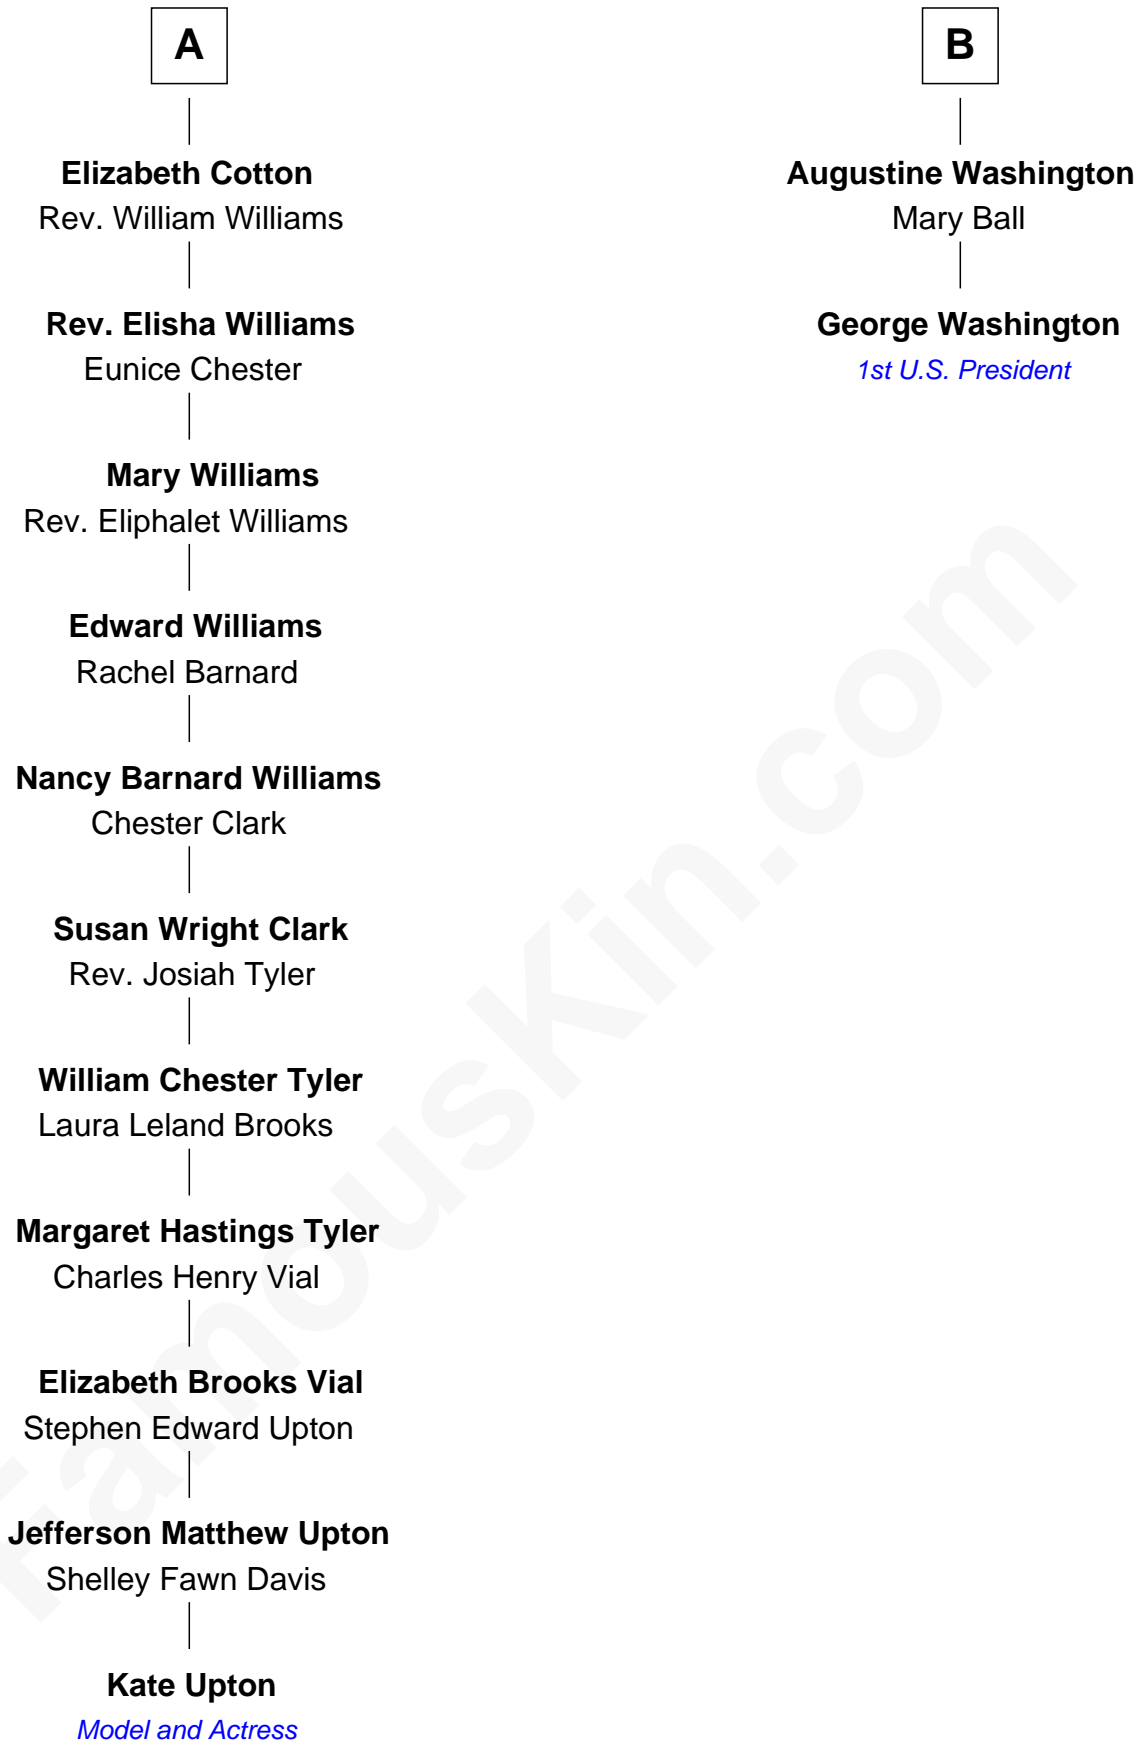 A
B
Elizabeth Cotton
Rev. William Williams
Augustine Washington
Mary Ball
Rev. Elisha Williams
Eunice Chester
George Washington
1st U.S. President
Mary Williams
Rev. Eliphalet Williams
Edward Williams
Rachel Barnard
Nancy Barnard Williams
Chester Clark
Susan Wright Clark
Rev. Josiah Tyler
William Chester Tyler
Laura Leland Brooks
Margaret Hastings Tyler
Charles Henry Vial
Elizabeth Brooks Vial
Stephen Edward Upton
Jefferson Matthew Upton
Shelley Fawn Davis
Kate Upton
Model and Actress
FamousKin.com